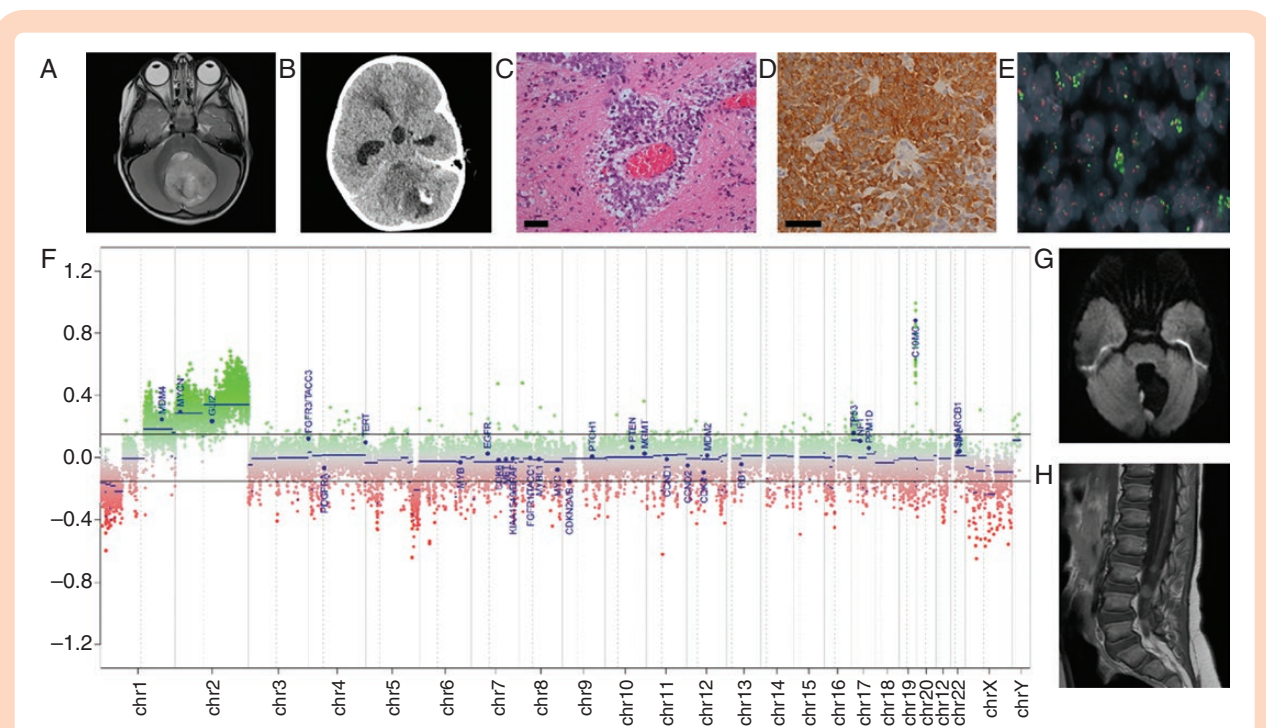 A
B
C
D
E
F
1.2
0.8
0.4
0.0
−0.4
−0.8
−1.2
MDM4
MYCN
GLI2
FGFR3/TACC3
PDGFRA
TERT
MYB
EGFR
CDK6
FGFR1/TACC1
MYBL1
MYC
CDKN2A/B
PTCH1
PTEN
MGMT
CCND1
CCND2
CDK4
MDM2
RB1
TP53
NF1
PPM1D
C19MC
SMARCB1
chr1
chr2
chr3
chr4
chr5
chr6
chr7
chr8
chr9
chr10
chr11
chr12
chr13
chr14
chr15
chr16
chr17
chr18
chr19
chr20
chr12
chr22
chrX
chrY
G
H